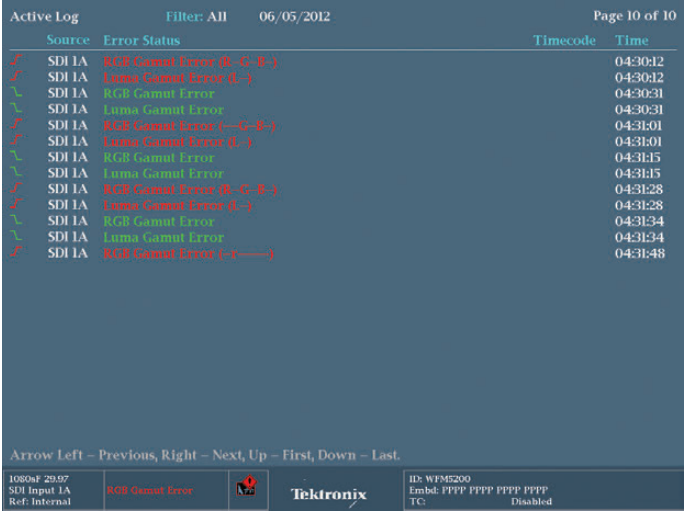 Active Log Filter: All 06/05/2012 Page 10 of 10
Source Error Status Timecode Time
SDI 1A RGB Gamut Error (R--G--B--) 04:30:12
SDI 1A Luma Gamut Error (L--) 04:30:12
SDI 1A RGB Gamut Error 04:30:31
SDI 1A Luma Gamut Error 04:30:31
SDI 1A RGB Gamut Error (----G--B--) 04:31:01
SDI 1A Luma Gamut Error (L--) 04:31:01
SDI 1A RGB Gamut Error 04:31:15
SDI 1A Luma Gamut Error 04:31:15
SDI 1A RGB Gamut Error (R--G--B--) 04:31:28
SDI 1A Luma Gamut Error (L--) 04:31:28
SDI 1A RGB Gamut Error 04:31:34
SDI 1A Luma Gamut Error 04:31:34
SDI 1A RGB Gamut Error (--r------) 04:31:48
Arrow Left – Previous, Right – Next, Up – First, Down – Last.
1080sF 29.97
SDI Input 1A
Ref: Internal
RGB Gamut Error
Tektronix
ID: WFM5200
Embd: PPPP PPPP PPPP PPPP
TC: Disabled